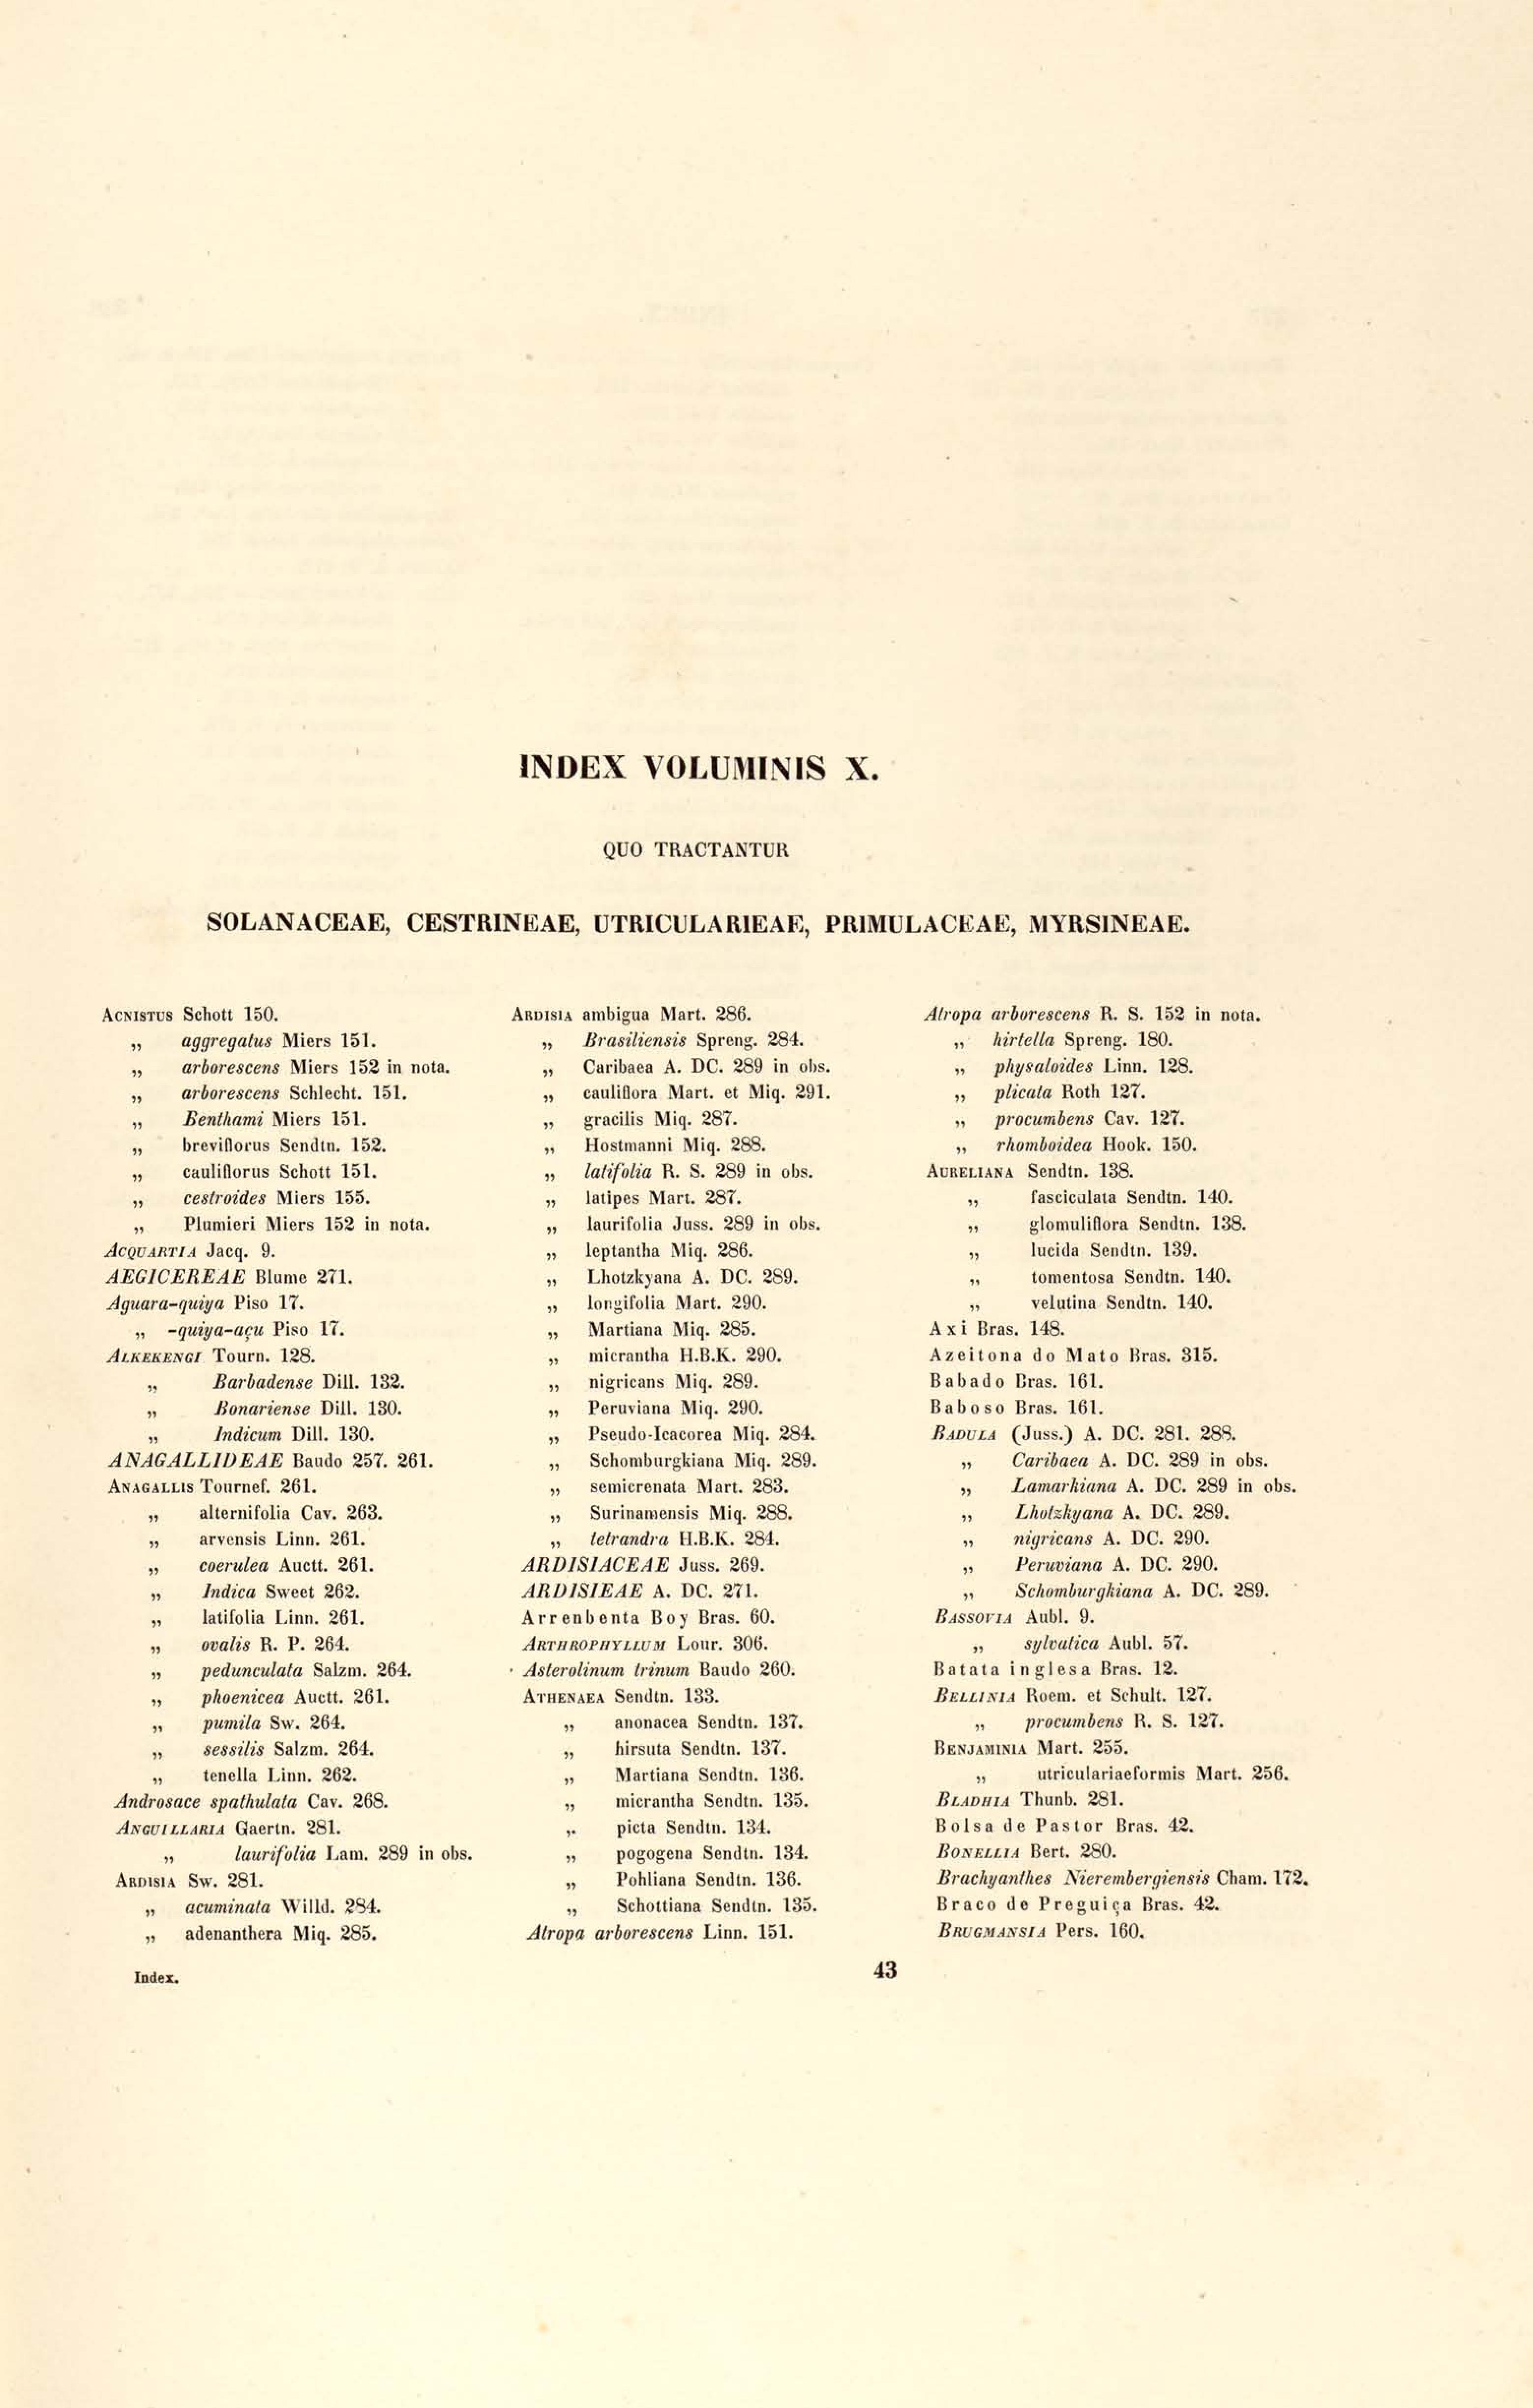 INDEX VOLUMINIS X.
QUO TRACTANTUR
SOLANACEAE, CESTRINEAE, UTRICULARIEAE, PRIMULACEAE, MYRSINEAE.
ACNISTUS Schott 150.
„ aggregatus Miers 151.
„ arborescens Miers 152 in nota.
„ arborescens Schlecht. 151.
„ Benthami Miers 151.
„ breviflorus Sendtn. 152.
„ cauliflorus Schott 151.
„ cestroides Miers 155.
„ Plumieri Miers 152 in nota.
ACQUARTIA Jacq. 9.
AEGICEREAE Blume 271.
Aguara-quiya Piso 17.
„ -quiya-açu Piso 17.
ALKEKENGI Tourn. 128.
„ Barbadense Dill. 132.
„ Bonariense Dill. 130.
„ Indicum Dill. 130.
ANAGALLIDEAE Baudo 257. 261.
ANAGALLIS Tournef. 261.
„ alternifolia Cav. 263.
„ arvensis Linn. 261.
„ coerulea Auctt. 261.
„ Indica Sweet 262.
„ latifolia Linn. 261.
„ ovalis R. P. 264.
„ pedunculata Salzm. 264.
„ phoenicea Auctt. 261.
„ pumila Sw. 264.
„ sessilis Salzm. 264.
„ tenella Linn. 262.
Androsace spathulata Cav. 268.
ANGUILLARIA Gaertn. 281.
„ laurifolia Lam. 289 in obs.
ARDISIA Sw. 281.
„ acuminata Willd. 284.
„ adenanthera Miq. 285.
ARDISIA ambigua Mart. 286.
„ Brasiliensis Spreng. 284.
„ Caribaea A. DC. 289 in obs.
„ cauliflora Mart. et Miq. 291.
„ gracilis Miq. 287.
„ Hostmanni Miq. 288.
„ latifolia R. S. 289 in obs.
„ latipes Mart. 287.
„ laurifolia Juss. 289 in obs.
„ leptantha Miq. 286.
„ Lhotzkyana A. DC. 289.
„ longifolia Mart. 290.
„ Martiana Miq. 285.
„ micrantha H.B.K. 290.
„ nigricans Miq. 289.
„ Peruviana Miq. 290.
„ Pseudo-Icacorea Miq. 284.
„ Schomburgkiana Miq. 289.
„ semicrenata Mart. 283.
„ Surinamensis Miq. 288.
„ tetrandra H.B.K. 284.
ARDISIACEAE Juss. 269.
ARDISIEAE A. DC. 271.
Arrenbenta Boy Bras. 60.
ARTHROPHYLLUM Lour. 306.
Asterolinum trinum Baudo 260.
ATHENAEA Sendtn. 133.
„ anonacea Sendtn. 137.
„ hirsuta Sendtn. 137.
„ Martiana Sendtn. 136.
„ micrantha Sendtn. 135.
„ picta Sendtn. 134.
„ pogogena Sendtn. 134.
„ Pohliana Sendtn. 136.
„ Schottiana Sendtn. 135.
Atropa arborescens Linn. 151.
Atropa arborescens R. S. 152 in nota.
„ hirtella Spreng. 180.
„ physaloides Linn. 128.
„ plicata Roth 127.
„ procumbens Cav. 127.
„ rhomboidea Hook. 150.
AURELIANA Sendtn. 138.
„ fasciculata Sendtn. 140.
„ glomuliflora Sendtn. 138.
„ lucida Sendtn. 139.
„ tomentosa Sendtn. 140.
„ velutina Sendtn. 140.
Axi Bras. 148.
Azeitona do Mato Bras. 315.
Babado Bras. 161.
Baboso Bras. 161.
BADULA (Juss.) A. DC. 281. 288.
„ Caribaea A. DC. 289 in obs.
„ Lamarkiana A. DC. 289 in obs.
„ Lhotzkyana A. DC. 289.
„ nigricans A. DC. 290.
„ Peruviana A. DC. 290.
„ Schomburgkiana A. DC. 289.
BASSOVIA Aubl. 9.
„ sylvatica Aubl. 57.
Batata inglesa Bras. 12.
BELLINIA Roem. et Schult. 127.
„ procumbens R. S. 127.
BENJAMINIA Mart. 255.
„ utriculariaeformis Mart. 256.
BLADHIA Thunb. 281.
Bolsa de Pastor Bras. 42.
BONELLIA Bert. 280.
Brachyanthes Nierembergiensis Cham. 172.
Braco de Preguiça Bras. 42.
BRUGMANSIA Pers. 160.
Index.
43